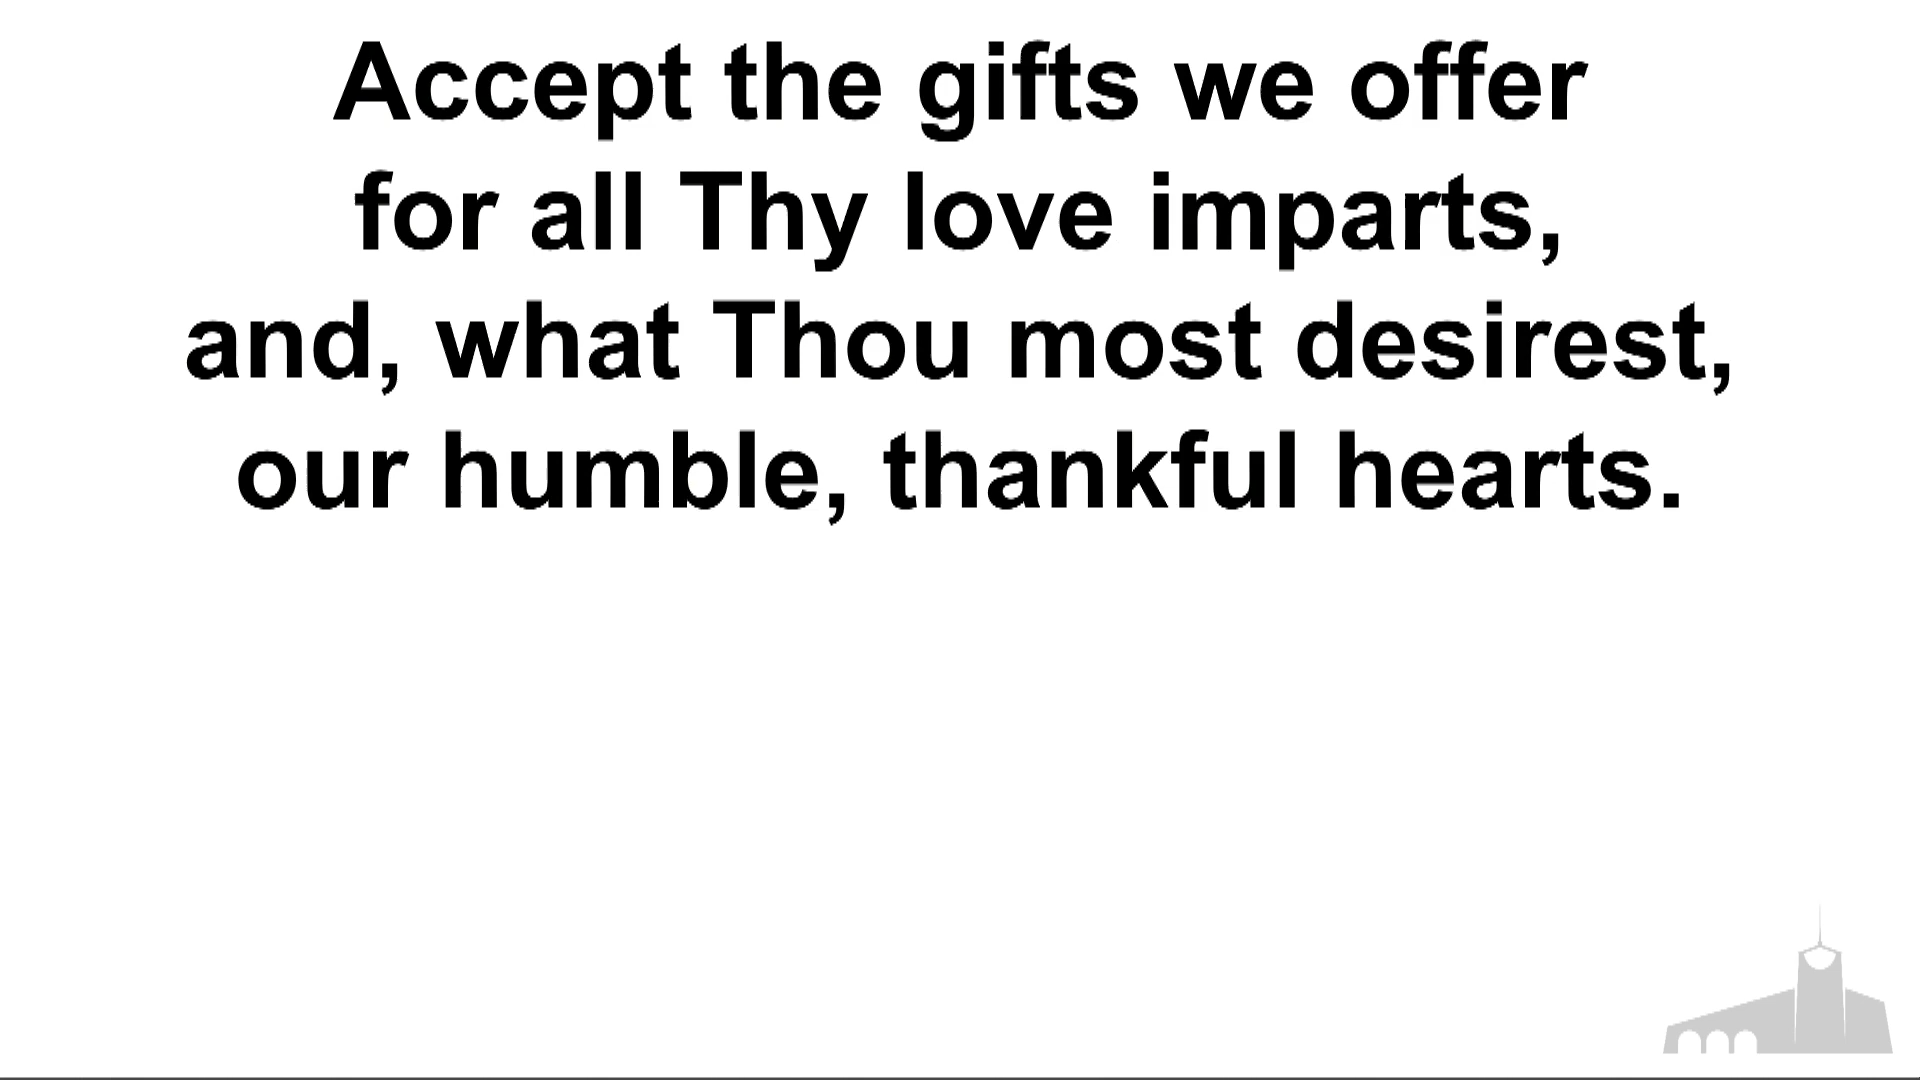 Accept the gifts we offer
for all Thy love imparts,
and, what Thou most desirest,
our humble, thankful hearts.